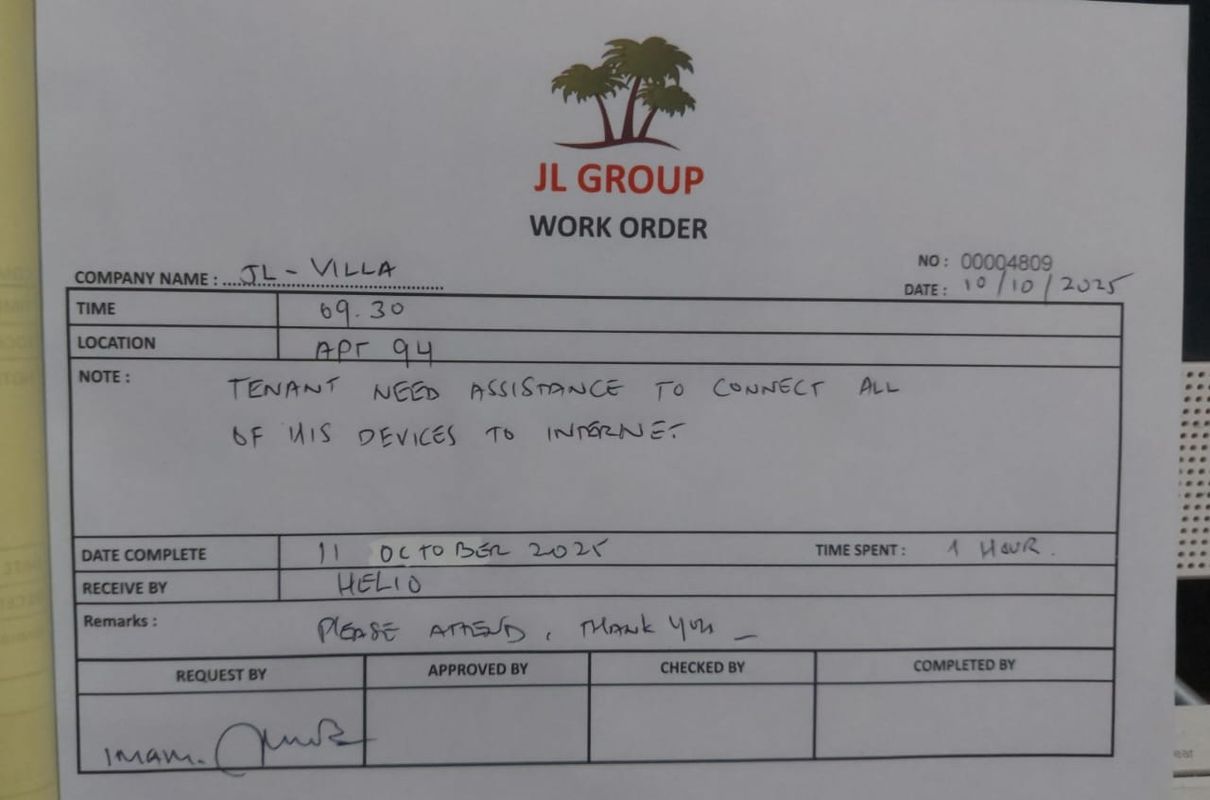 JL GROUP
WORK ORDER
NO : 00004809
COMPANY NAME : JL - VILLA
DATE : 10/10/2025
TIME 09.30
LOCATION APT 94
NOTE : TENANT NEED ASSISTANCE TO CONNECT ALL
OF HIS DEVICES TO INTERNET
DATE COMPLETE 11 OCTOBER 2025 TIME SPENT : 1 HOUR.
RECEIVE BY HELIO
Remarks : PLEASE ATTEND, THANK YOU _
REQUEST BY APPROVED BY CHECKED BY COMPLETED BY
IMAM.